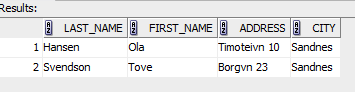 Results:
LAST_NAME FIRST_NAME ADDRESS CITY
1 Hansen Ola Timoteivn 10 Sandnes
2 Svendson Tove Borgvn 23 Sandnes